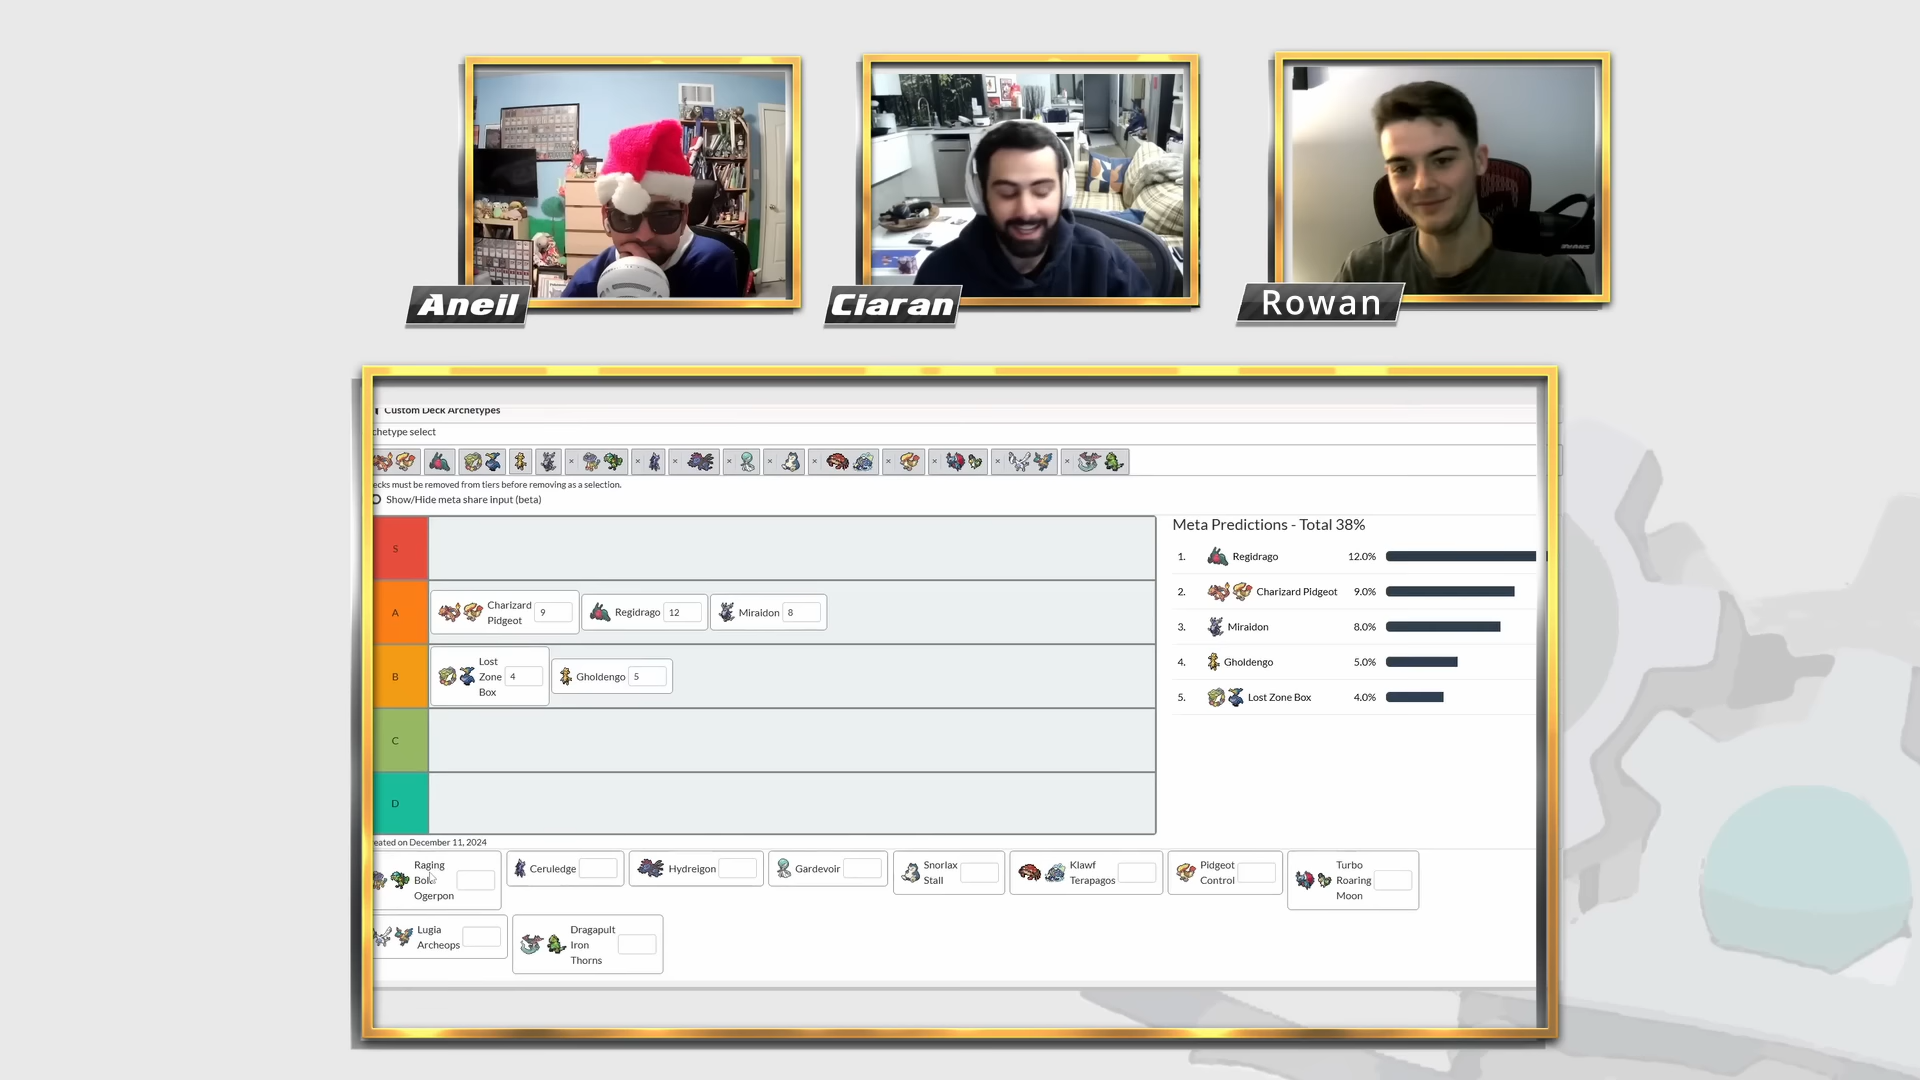 Aneil
Ciaran
Rowan
Custom Deck Archetypes
chetype select
ecks must be removed from tiers before removing as a selection.
Show/Hide meta share input (beta)
S
A
Charizard
Pidgeot
9
Regidrago
12
Miraidon
8
B
Lost
Zone
Box
4
Gholdengo
5
C
D
Meta Predictions - Total 38%
1. Regidrago 12.0%
2. Charizard Pidgeot 9.0%
3. Miraidon 8.0%
4. Gholdengo 5.0%
5. Lost Zone Box 4.0%
eated on December 11, 2024
Raging
Bolt
Ogerpon
Ceruledge
Hydreigon
Gardevoir
Snorlax
Stall
Klawf
Terapagos
Pidgeot
Control
Turbo
Roaring
Moon
Lugia
Archeops
Dragapult
Iron
Thorns